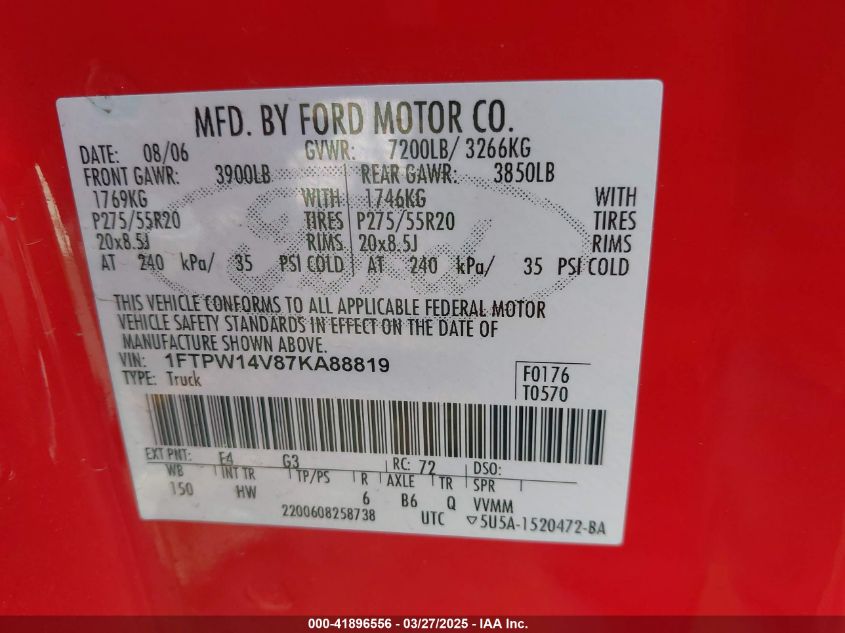 MFD. BY FORD MOTOR CO.
DATE: 08/06 GVWR: 7200LB/ 3266KG
FRONT GAWR: 3900LB REAR GAWR: 3850LB
1769KG WITH 1746KG WITH
P275/55R20 TIRES P275/55R20 TIRES
20x8.5J RIMS 20x8.5J RIMS
AT 240 kPa/ 35 PSI COLD AT 240 kPa/ 35 PSI COLD
Ford
THIS VEHICLE CONFORMS TO ALL APPLICABLE FEDERAL MOTOR
VEHICLE SAFETY STANDARDS IN EFFECT ON THE DATE OF
MANUFACTURE SHOWN ABOVE.
VIN: 1FTPW14V87KA88819 F0176
TYPE: Truck T0570
EXT PNT: F4 G3 RC: 72 DSO:
WB INT TR TP/PS R AXLE TR SPR
150 HW 6 B6 Q VVMM
2200608258738 UTC ▽5U5A-1520472-BA
000-41896556 - 03/27/2025 - IAA Inc.